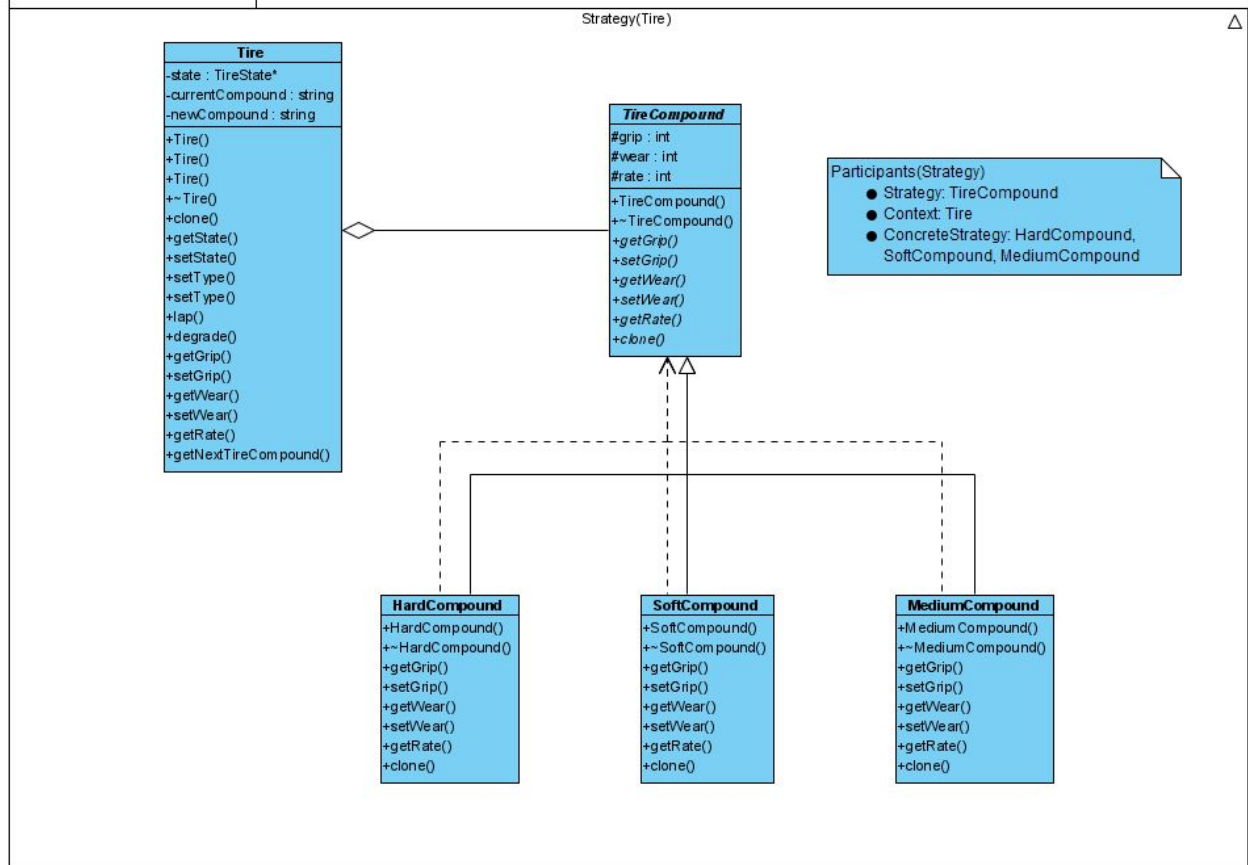 Strategy(Tire)
Tire
-state : TireState*
-currentCompound : string
-newCompound : string
+Tire()
+Tire()
+Tire()
+~Tire()
+clone()
+getState()
+setState()
+setType()
+setType()
+lap()
+degrade()
+getGrip()
+setGrip()
+getWear()
+setWear()
+getRate()
+getNextTireCompound()
TireCompound
#grip : int
#wear : int
#rate : int
+TireCompound()
+~TireCompound()
+getGrip()
+setGrip()
+getWear()
+setWear()
+getRate()
+clone()
Participants(Strategy)
● Strategy: TireCompound
● Context: Tire
● ConcreteStrategy: HardCompound,
SoftCompound, MediumCompound
HardCompound
+HardCompound()
+~HardCompound()
+getGrip()
+setGrip()
+getWear()
+setWear()
+getRate()
+clone()
SoftCompound
+SoftCompound()
+~SoftCompound()
+getGrip()
+setGrip()
+getWear()
+setWear()
+getRate()
+clone()
MediumCompound
+MediumCompound()
+~MediumCompound()
+getGrip()
+setGrip()
+getWear()
+setWear()
+getRate()
+clone()